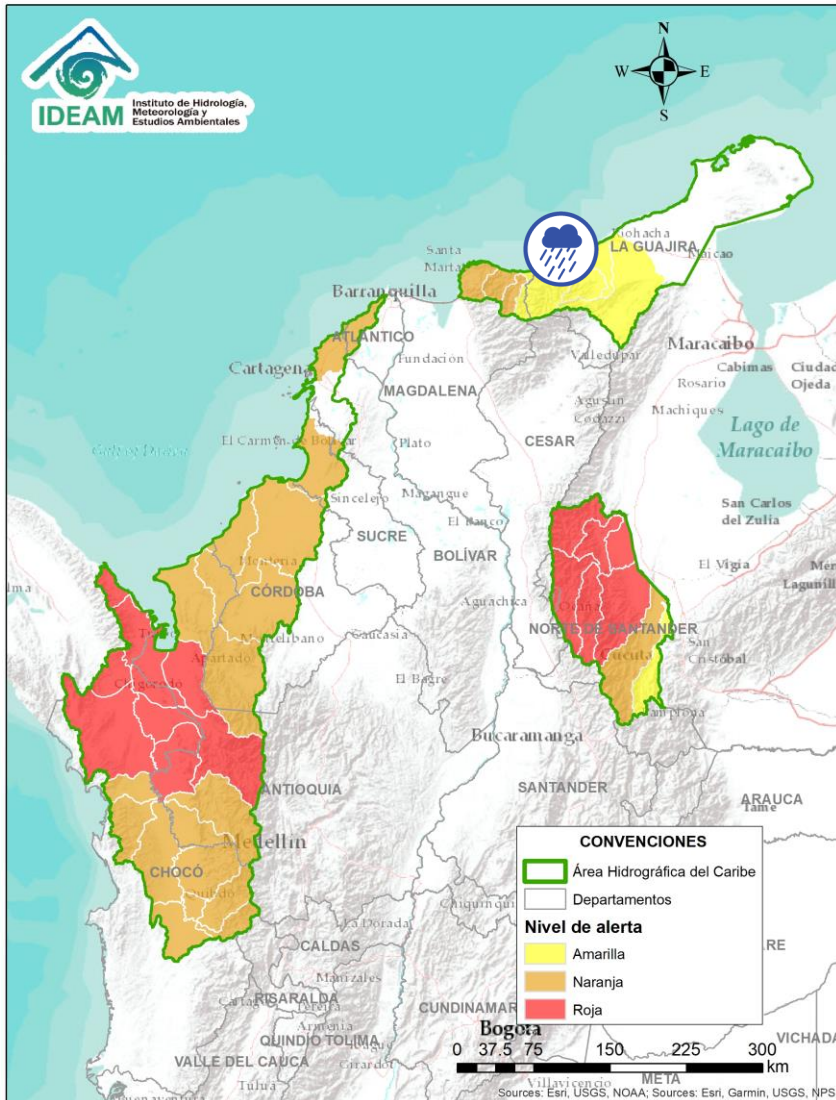 IDEAM
Instituto de Hidrología,
Meteorología y
Estudios Ambientales
N
W
E
S
Riohacha
LA GUAJIRA
Maicao
Santa
Marta
Barranquilla
ATLÁNTICO
Cartagena
Fundación
Valledupar
Maracaibo
Cabimas
Ciudad
Ojeda
Rosario
MAGDALENA
Agustín
Codazzi
Machiques
Lago de
Maracaibo
El Carmen de Bolívar
Plato
CESAR
Sincelejo
Magangue
San Carlos
del Zulia
SUCRE
El Banco
BOLÍVAR
El Vigía
Montería
CÓRDOBA
Aguachica
Ocaña
NORTE DE SANTANDER
Montelibano
Caucasia
San
Cristóbal
Apartadó
Cúcuta
Chigorodó
El Bagre
Pamplona
Bucaramanga
ANTIOQUIA
SANTANDER
ARAUCA
Tame
Medellín
CHOCÓ
Quibdó
La Dorada
CALDAS
Manizales
RISARALDA
Pereira
CUNDINAMAR
Armenia
QUINDÍO
TOLIMA
Girardot
Bogotá
VALLE DEL CAUCA
Tuluá
Villavicencio
META
VICHADA
CONVENCIONES
Área Hidrográfica del Caribe
Departamentos
Nivel de alerta
Amarilla
Naranja
Roja
0 37.5 75 150 225 300
km
Sources: Esri, USGS, NOAA; Sources: Esri, Garmin, USGS, NPS